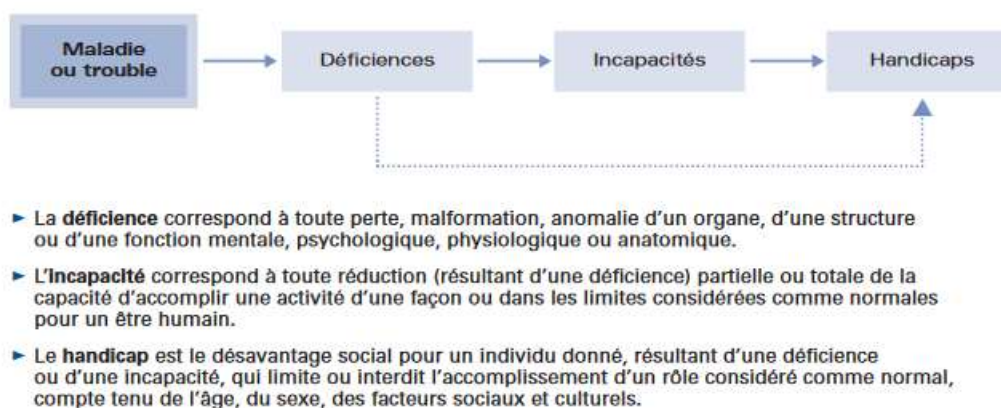 Maladie
ou trouble
Déficiences
Incapacités
Handicaps
► La déficience correspond à toute perte, malformation, anomalie d'un organe, d'une structure
ou d'une fonction mentale, psychologique, physiologique ou anatomique.
► L'incapacité correspond à toute réduction (résultant d'une déficience) partielle ou totale de la
capacité d'accomplir une activité d'une façon ou dans les limites considérées comme normales
pour un être humain.
► Le handicap est le désavantage social pour un individu donné, résultant d'une déficience
ou d'une incapacité, qui limite ou interdit l'accomplissement d'un rôle considéré comme normal,
compte tenu de l'âge, du sexe, des facteurs sociaux et culturels.